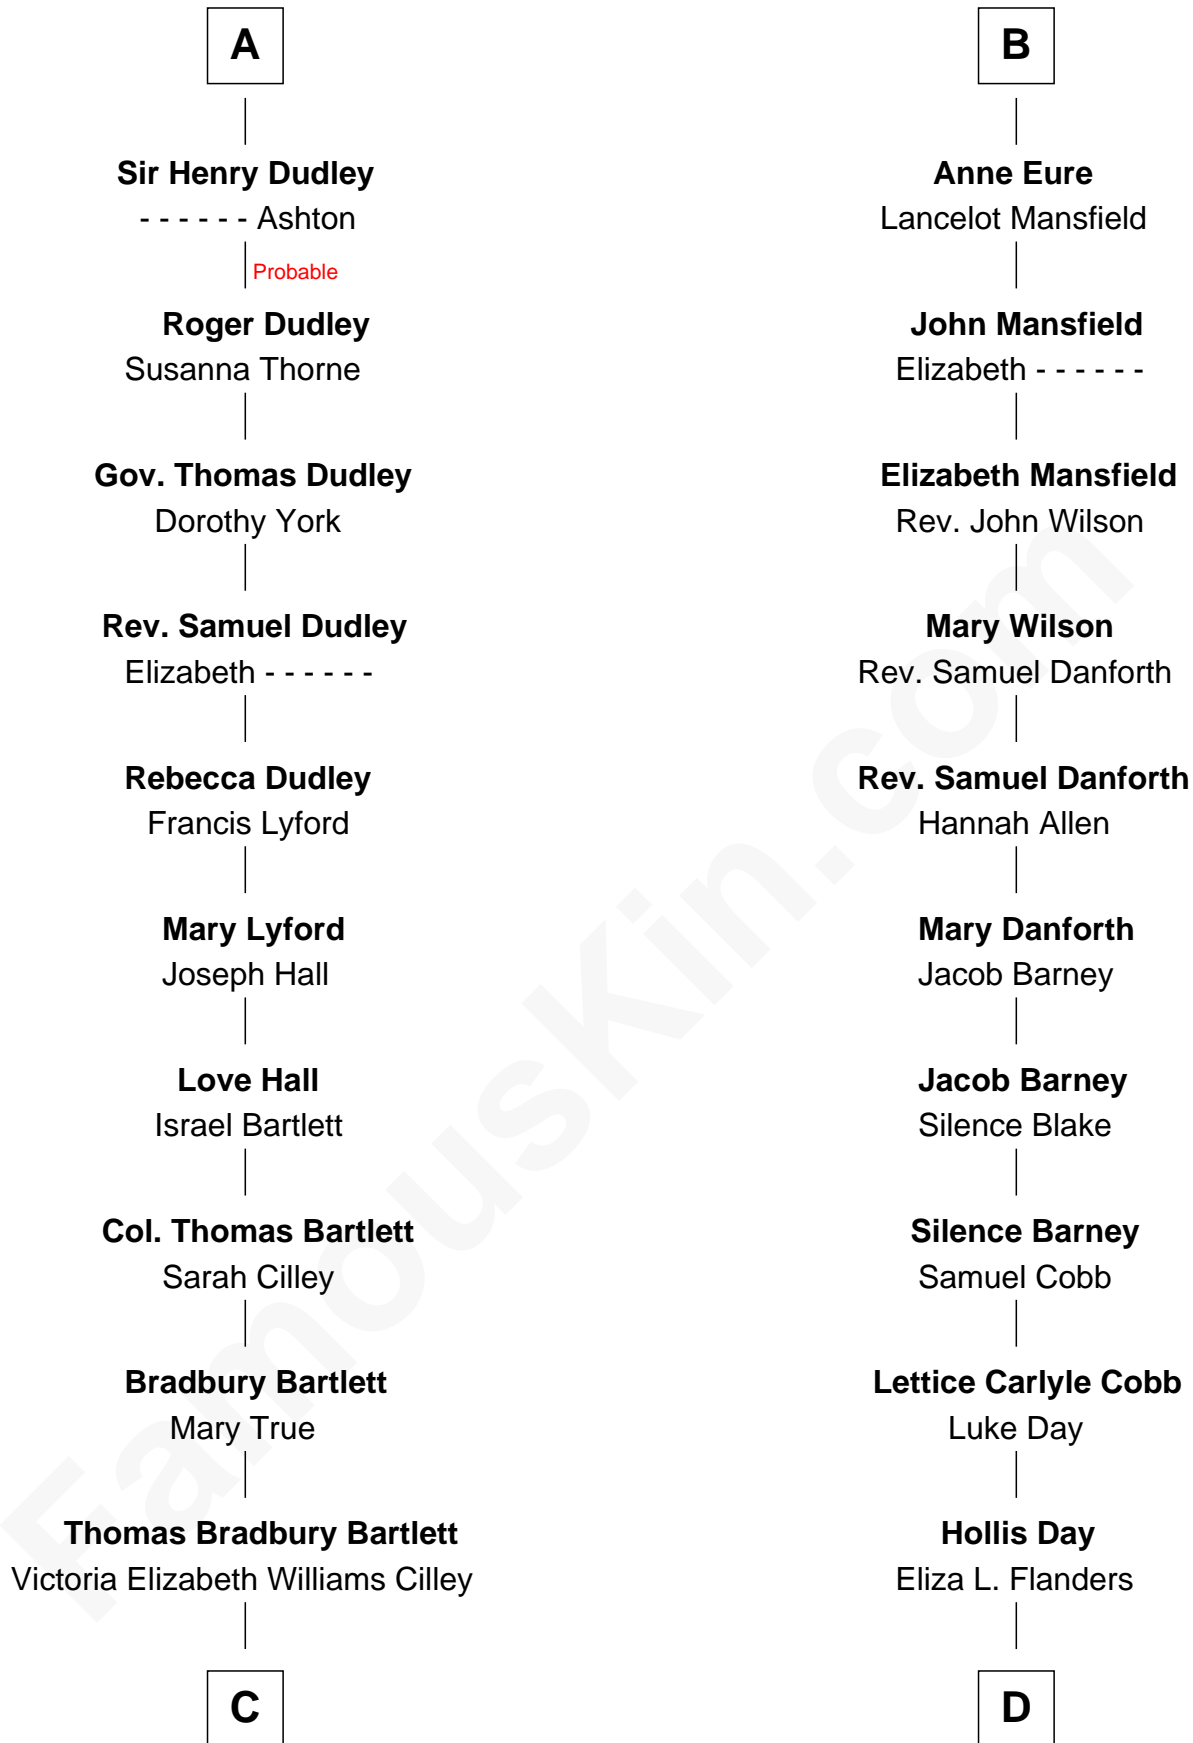 A
Sir Henry Dudley
- - - - - - Ashton
Probable
Roger Dudley
Susanna Thorne
Gov. Thomas Dudley
Dorothy York
Rev. Samuel Dudley
Elizabeth - - - - - -
Rebecca Dudley
Francis Lyford
Mary Lyford
Joseph Hall
Love Hall
Israel Bartlett
Col. Thomas Bartlett
Sarah Cilley
Bradbury Bartlett
Mary True
Thomas Bradbury Bartlett
Victoria Elizabeth Williams Cilley
C
B
Anne Eure
Lancelot Mansfield
John Mansfield
Elizabeth - - - - - -
Elizabeth Mansfield
Rev. John Wilson
Mary Wilson
Rev. Samuel Danforth
Rev. Samuel Danforth
Hannah Allen
Mary Danforth
Jacob Barney
Jacob Barney
Silence Blake
Silence Barney
Samuel Cobb
Lettice Carlyle Cobb
Luke Day
Hollis Day
Eliza L. Flanders
D
FamousKin.com